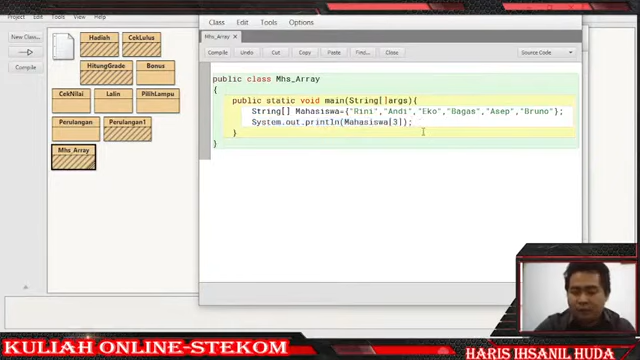 Project Edit Tools
New Class...
Compile
Hadiah
CekLulus
HitungGrade
Bonus
CekNilai
Lalin
PilihLampu
Perulangan
Perulangan1
Mhs_Array
Class Edit Tools Options
Mhs_Array ×
Compile Undo Cut Copy Paste Find... Close
Source Code
public class Mhs_Array
{
public static void main(String[]args){
String[] Mahasiswa={"Rini","Andi","Eko","Bagas","Asep","Bruno"};
System.out.println(Mahasiswa[3]);
}
}
KULIAH ONLINE-STEKOM
HARIS IHSANIL HUDA